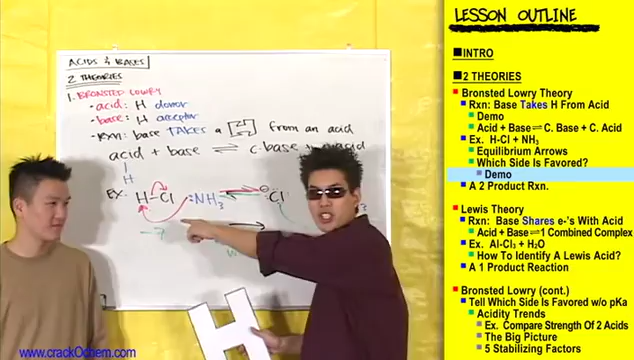 ACIDS & BASES
2 THEORIES
1. BRONSTED LOWRY
• acid: H donor
• base: H acceptor
• Rxn: base TAKES a "H" from an acid
acid + base ⇌ c.base acid
H
Ex. H-Cl :NH3 Cl
H
www.crackOchem.com
LESSON OUTLINE
INTRO
2 THEORIES
Bronsted Lowry Theory
Rxn: Base Takes H From Acid
Demo
Acid + Base ⇌ C. Base + C. Acid
Ex. H-Cl + NH3
Equilibrium Arrows
Which Side Is Favored?
Demo
A 2 Product Rxn.
Lewis Theory
Rxn: Base Shares e-'s With Acid
Acid + Base ⇌ 1 Combined Complex
Ex. Al-Cl3 + H2O
How To Identify A Lewis Acid?
A 1 Product Reaction
Bronsted Lowry (cont.)
Tell Which Side Is Favored w/o pKa
Acidity Trends
Ex. Compare Strength Of 2 Acids
The Big Picture
5 Stabilizing Factors